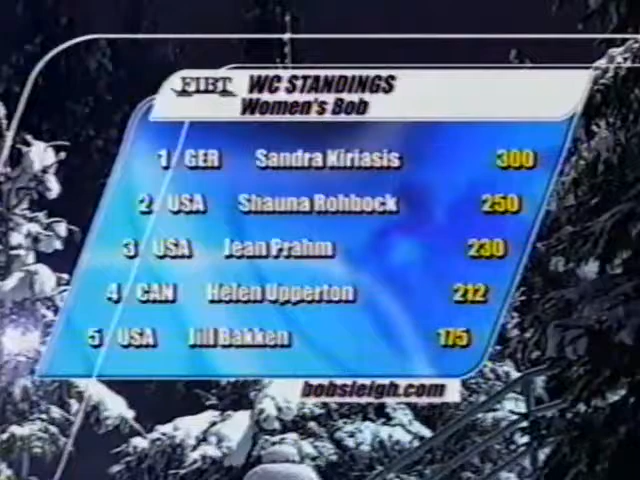 FIBT WC STANDINGS
Women's Bob
1 GER Sandra Kiriasis 300
2 USA Shauna Rohbock 250
3 USA Jean Prahm 230
4 CAN Helen Upperton 212
5 USA Jill Bakken 175
bobsleigh.com